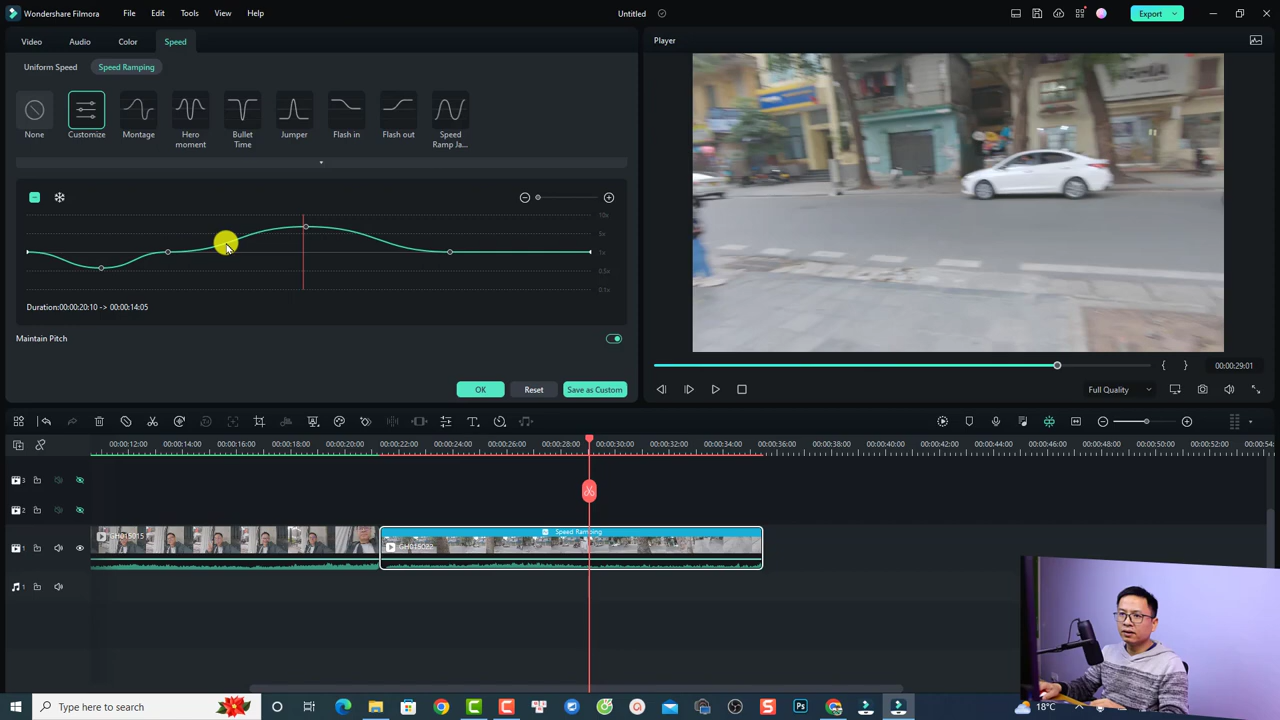 Wondershare Filmora File Edit Tools View Help Untitled Export
Video Audio Color Speed
Player
Uniform Speed Speed Ramping
None Customize Montage Hero moment Bullet Time Jumper Flash in Flash out Speed Ramp Ja...
10x
5x
1x
0.5x
0.1x
Duration:00:00:20:10 -> 00:00:14:05
Maintain Pitch
OK Reset Save as Custom
NGHIA
00:00:29:01
Full Quality
00:00:12:00 00:00:14:00 00:00:16:00 00:00:18:00 00:00:20:00 00:00:22:00 00:00:24:00 00:00:26:00 00:00:28:00 00:00:30:00 00:00:32:00 00:00:34:00 00:00:36:00 00:00:38:00 00:00:40:00 00:00:42:00 00:00:44:00 00:00:46:00 00:00:48:00 00:00:50:00 00:00:52:00 00:00:54:
3
2
1
Speed Ramping
GH015015
GH015022
1
Type here to search
18°C